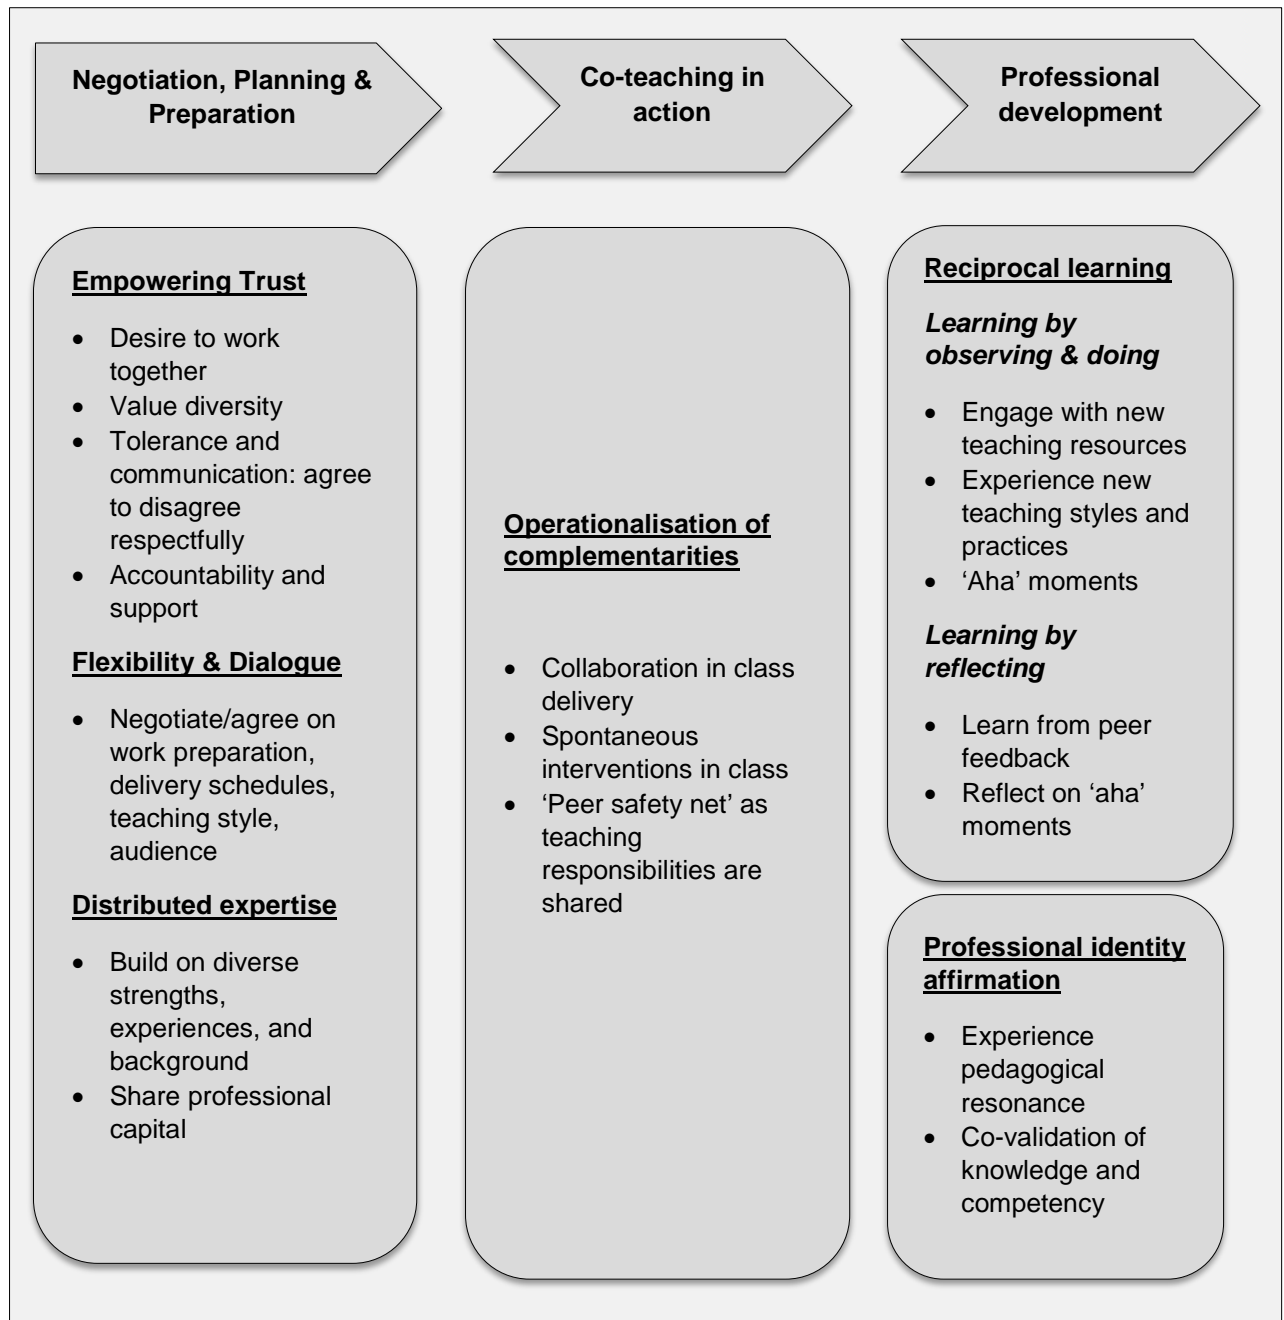 Negotiation, Planning &
Preparation
Co-teaching in
action
Professional
development
Empowering Trust
• Desire to work
together
• Value diversity
• Tolerance and
communication: agree
to disagree
respectfully
• Accountability and
support
Flexibility & Dialogue
• Negotiate/agree on
work preparation,
delivery schedules,
teaching style,
audience
Distributed expertise
• Build on diverse
strengths,
experiences, and
background
• Share professional
capital
Operationalisation of
complementarities
• Collaboration in class
delivery
• Spontaneous
interventions in class
• ‘Peer safety net’ as
teaching
responsibilities are
shared
Reciprocal learning
Learning by
observing & doing
• Engage with new
teaching resources
• Experience new
teaching styles and
practices
• ‘Aha’ moments
Learning by
reflecting
• Learn from peer
feedback
• Reflect on ‘aha’
moments
Professional identity
affirmation
• Experience
pedagogical
resonance
• Co-validation of
knowledge and
competency